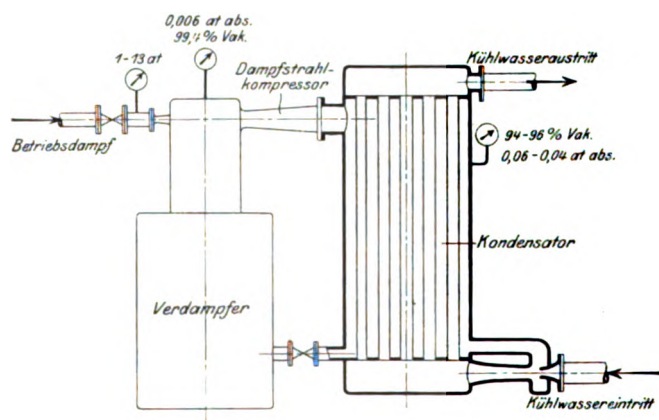 0,006 at abs.
99,4% Vak.
1-13 at
Dampfstrahl-
kompressor
Kühlwasseraustritt
Betriebsdampf
94-96 % Vak.
0,06-0,04 at abs.
Kondensator
Verdampfer
Kühlwassereintritt